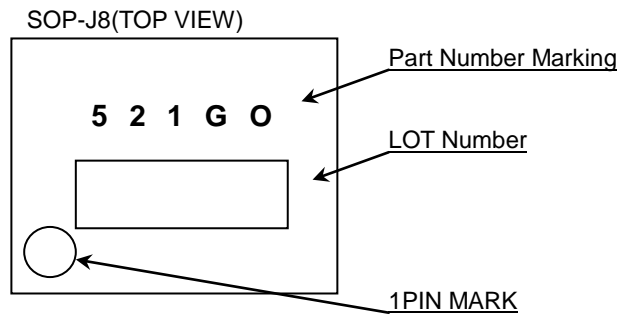 SOP-J8(TOP VIEW)
Part Number Marking
5 2 1 G O
LOT Number
1PIN MARK